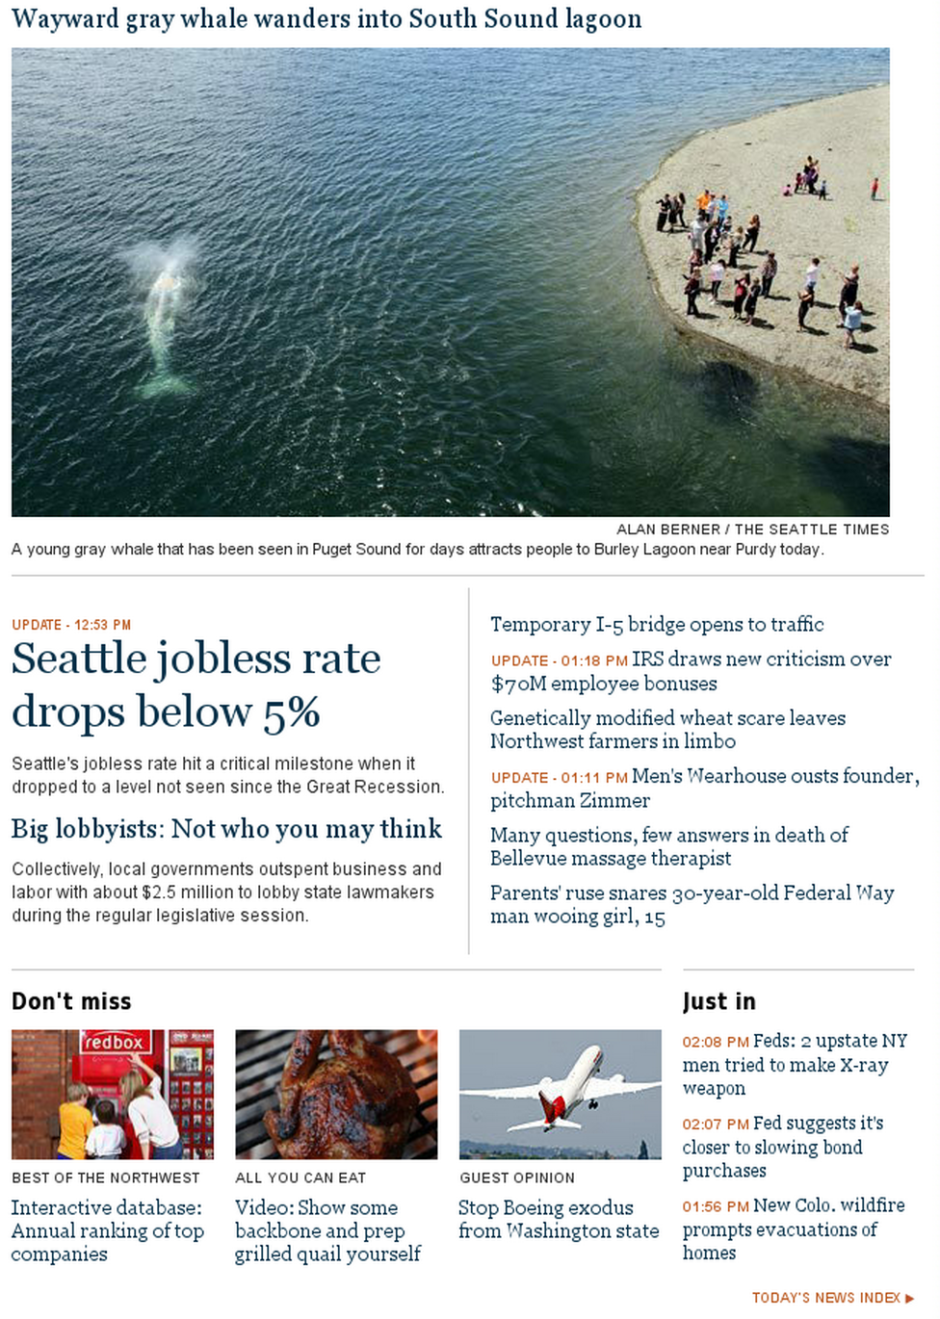 Wayward gray whale wanders into South Sound lagoon
ALAN BERNER / THE SEATTLE TIMES
A young gray whale that has been seen in Puget Sound for days attracts people to Burley Lagoon near Purdy today.
UPDATE - 12:53 PM
Seattle jobless rate
drops below 5%
Seattle's jobless rate hit a critical milestone when it
dropped to a level not seen since the Great Recession.
Big lobbyists: Not who you may think
Collectively, local governments outspent business and
labor with about $2.5 million to lobby state lawmakers
during the regular legislative session.
Temporary I-5 bridge opens to traffic
UPDATE - 01:18 PM IRS draws new criticism over
$70M employee bonuses
Genetically modified wheat scare leaves
Northwest farmers in limbo
UPDATE - 01:11 PM Men's Wearhouse ousts founder,
pitchman Zimmer
Many questions, few answers in death of
Bellevue massage therapist
Parents' ruse snares 30-year-old Federal Way
man wooing girl, 15
Don't miss
redbox
BEST OF THE NORTHWEST
Interactive database:
Annual ranking of top
companies
ALL YOU CAN EAT
Video: Show some
backbone and prep
grilled quail yourself
GUEST OPINION
Stop Boeing exodus
from Washington state
Just in
02:08 PM Feds: 2 upstate NY
men tried to make X-ray
weapon
02:07 PM Fed suggests it's
closer to slowing bond
purchases
01:56 PM New Colo. wildfire
prompts evacuations of
homes
TODAY'S NEWS INDEX ▶